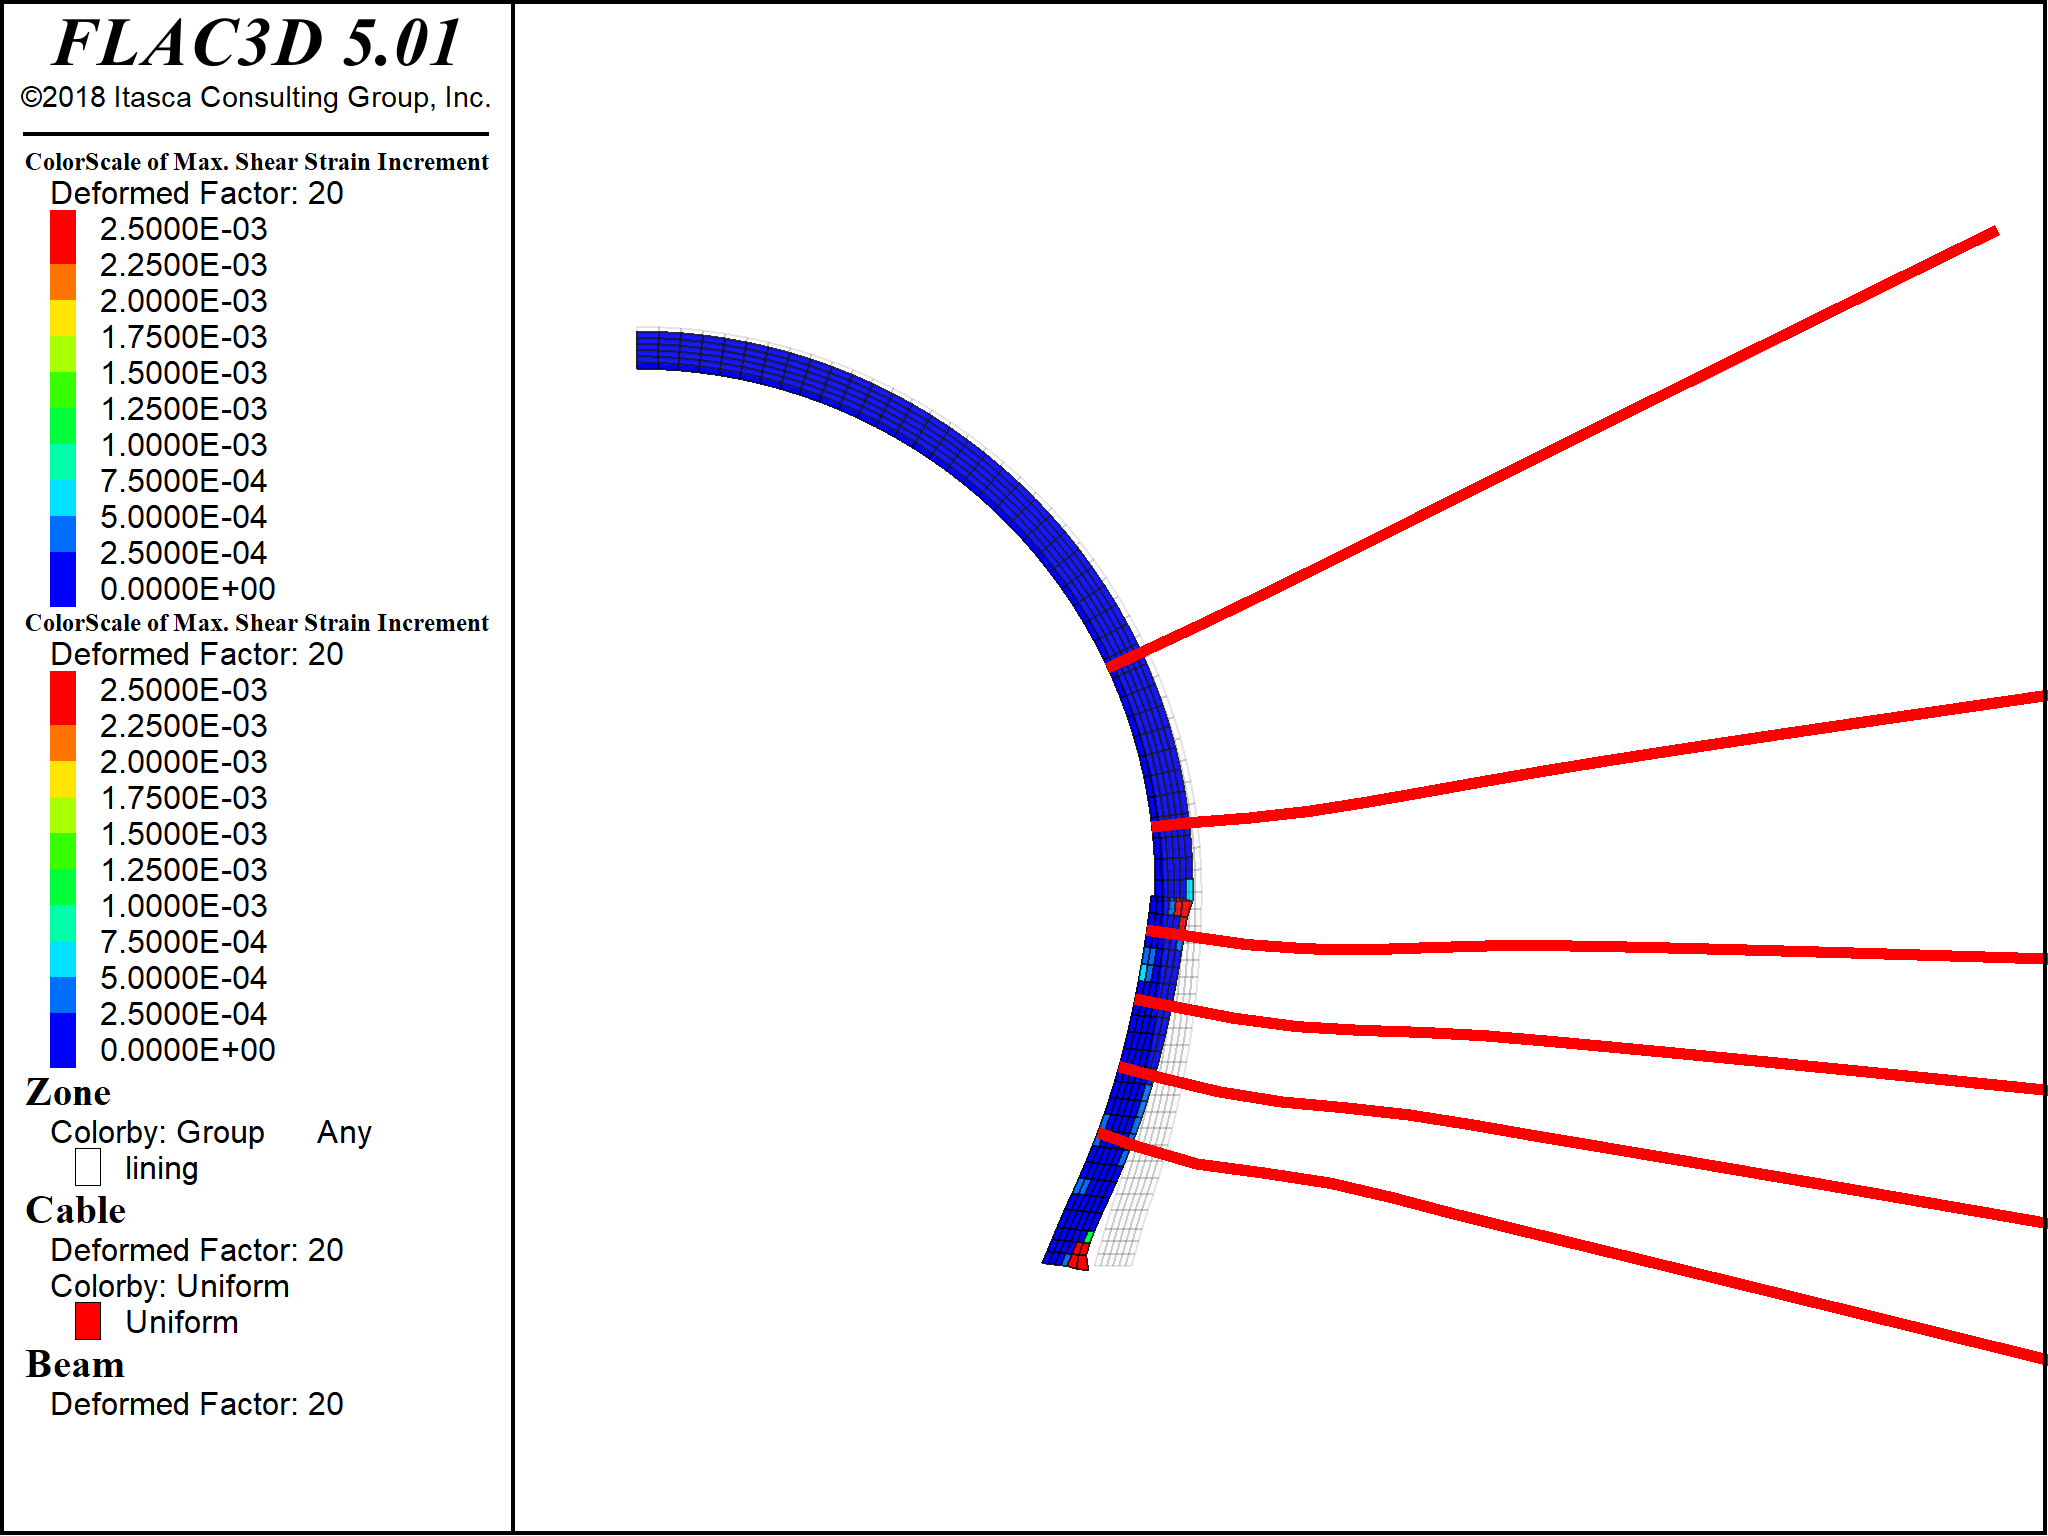 FLAC3D 5.01
©2018 Itasca Consulting Group, Inc.
ColorScale of Max. Shear Strain Increment
Deformed Factor: 20
2.5000E-03
2.2500E-03
2.0000E-03
1.7500E-03
1.5000E-03
1.2500E-03
1.0000E-03
7.5000E-04
5.0000E-04
2.5000E-04
0.0000E+00
ColorScale of Max. Shear Strain Increment
Deformed Factor: 20
2.5000E-03
2.2500E-03
2.0000E-03
1.7500E-03
1.5000E-03
1.2500E-03
1.0000E-03
7.5000E-04
5.0000E-04
2.5000E-04
0.0000E+00
Zone
Colorby: Group Any
lining
Cable
Deformed Factor: 20
Colorby: Uniform
Uniform
Beam
Deformed Factor: 20